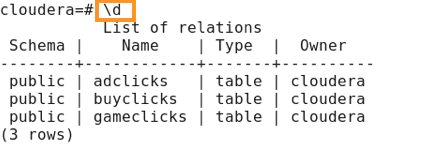 cloudera=# \d
List of relations
Schema | Name | Type | Owner
--------+------------+-------+----------
public | adclicks | table | cloudera
public | buyclicks | table | cloudera
public | gameclicks | table | cloudera
(3 rows)